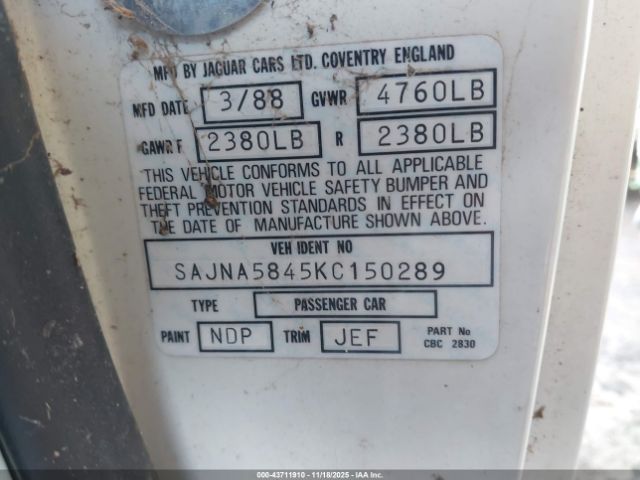 MFD BY JAGUAR CARS LTD. COVENTRY ENGLAND
MFD DATE 3/88 GVWR 4760LB
GAWR F 2380LB R 2380LB
THIS VEHICLE CONFORMS TO ALL APPLICABLE
FEDERAL MOTOR VEHICLE SAFETY BUMPER AND
THEFT PREVENTION STANDARDS IN EFFECT ON
THE DATE OF MANUFACTURE SHOWN ABOVE.
VEH IDENT NO
SAJNA5845KC150289
TYPE PASSENGER CAR
PAINT NDP TRIM JEF PART No
CBC 2830
000-43711910 - 11/18/2025 - IAA Inc.